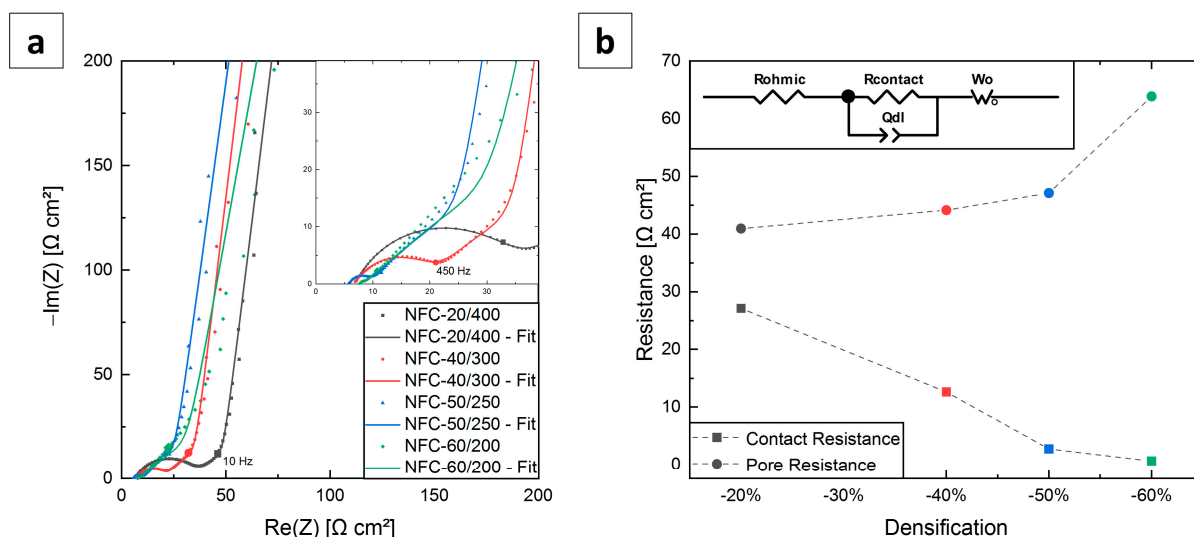 a
200
150
100
50
0
0
25
50
100
150
200
−Im(Z) [Ω cm²]
Re(Z) [Ω cm²]
30
20
10
0
0
10
20
30
450 Hz
10 Hz
NFC-20/400
NFC-20/400 - Fit
NFC-40/300
NFC-40/300 - Fit
NFC-50/250
NFC-50/250 - Fit
NFC-60/200
NFC-60/200 - Fit
b
70
60
50
40
30
20
10
0
Resistance [Ω cm²]
Rohmic
Rcontact
Wo
Qdl
Contact Resistance
Pore Resistance
-20%
-30%
-40%
-50%
-60%
Densification